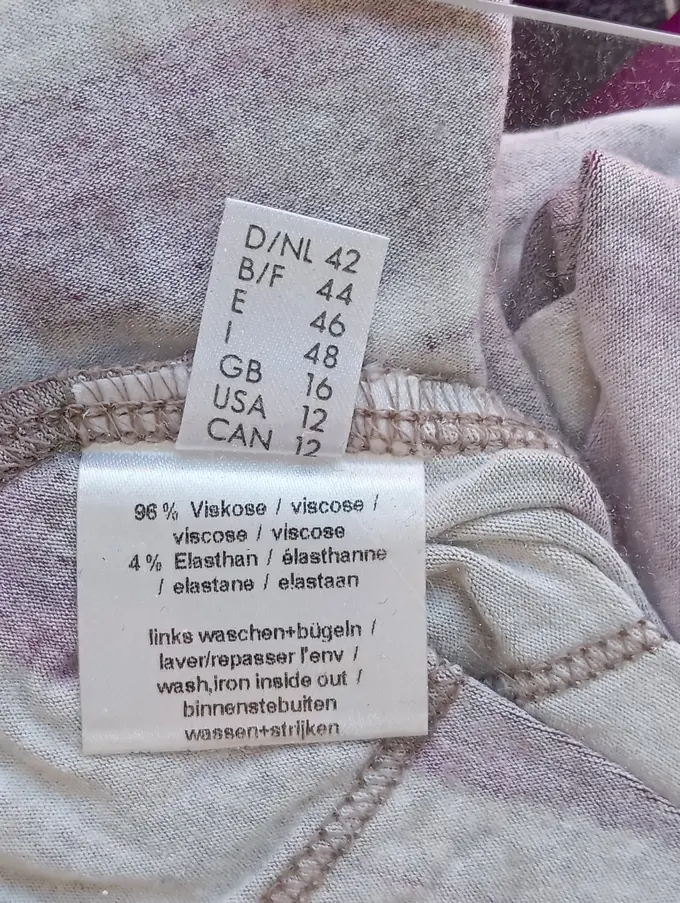 D/NL 42
B/F 44
E 46
I 48
GB 16
USA 12
CAN 12
96% Viskose / viscose /
viscose / viscose
4% Elasthan / élasthanne
/ elastane / elastaan
links waschen+bügeln /
laver/repasser l'env /
wash,iron inside out /
binnenstebuiten
wassen+strijken